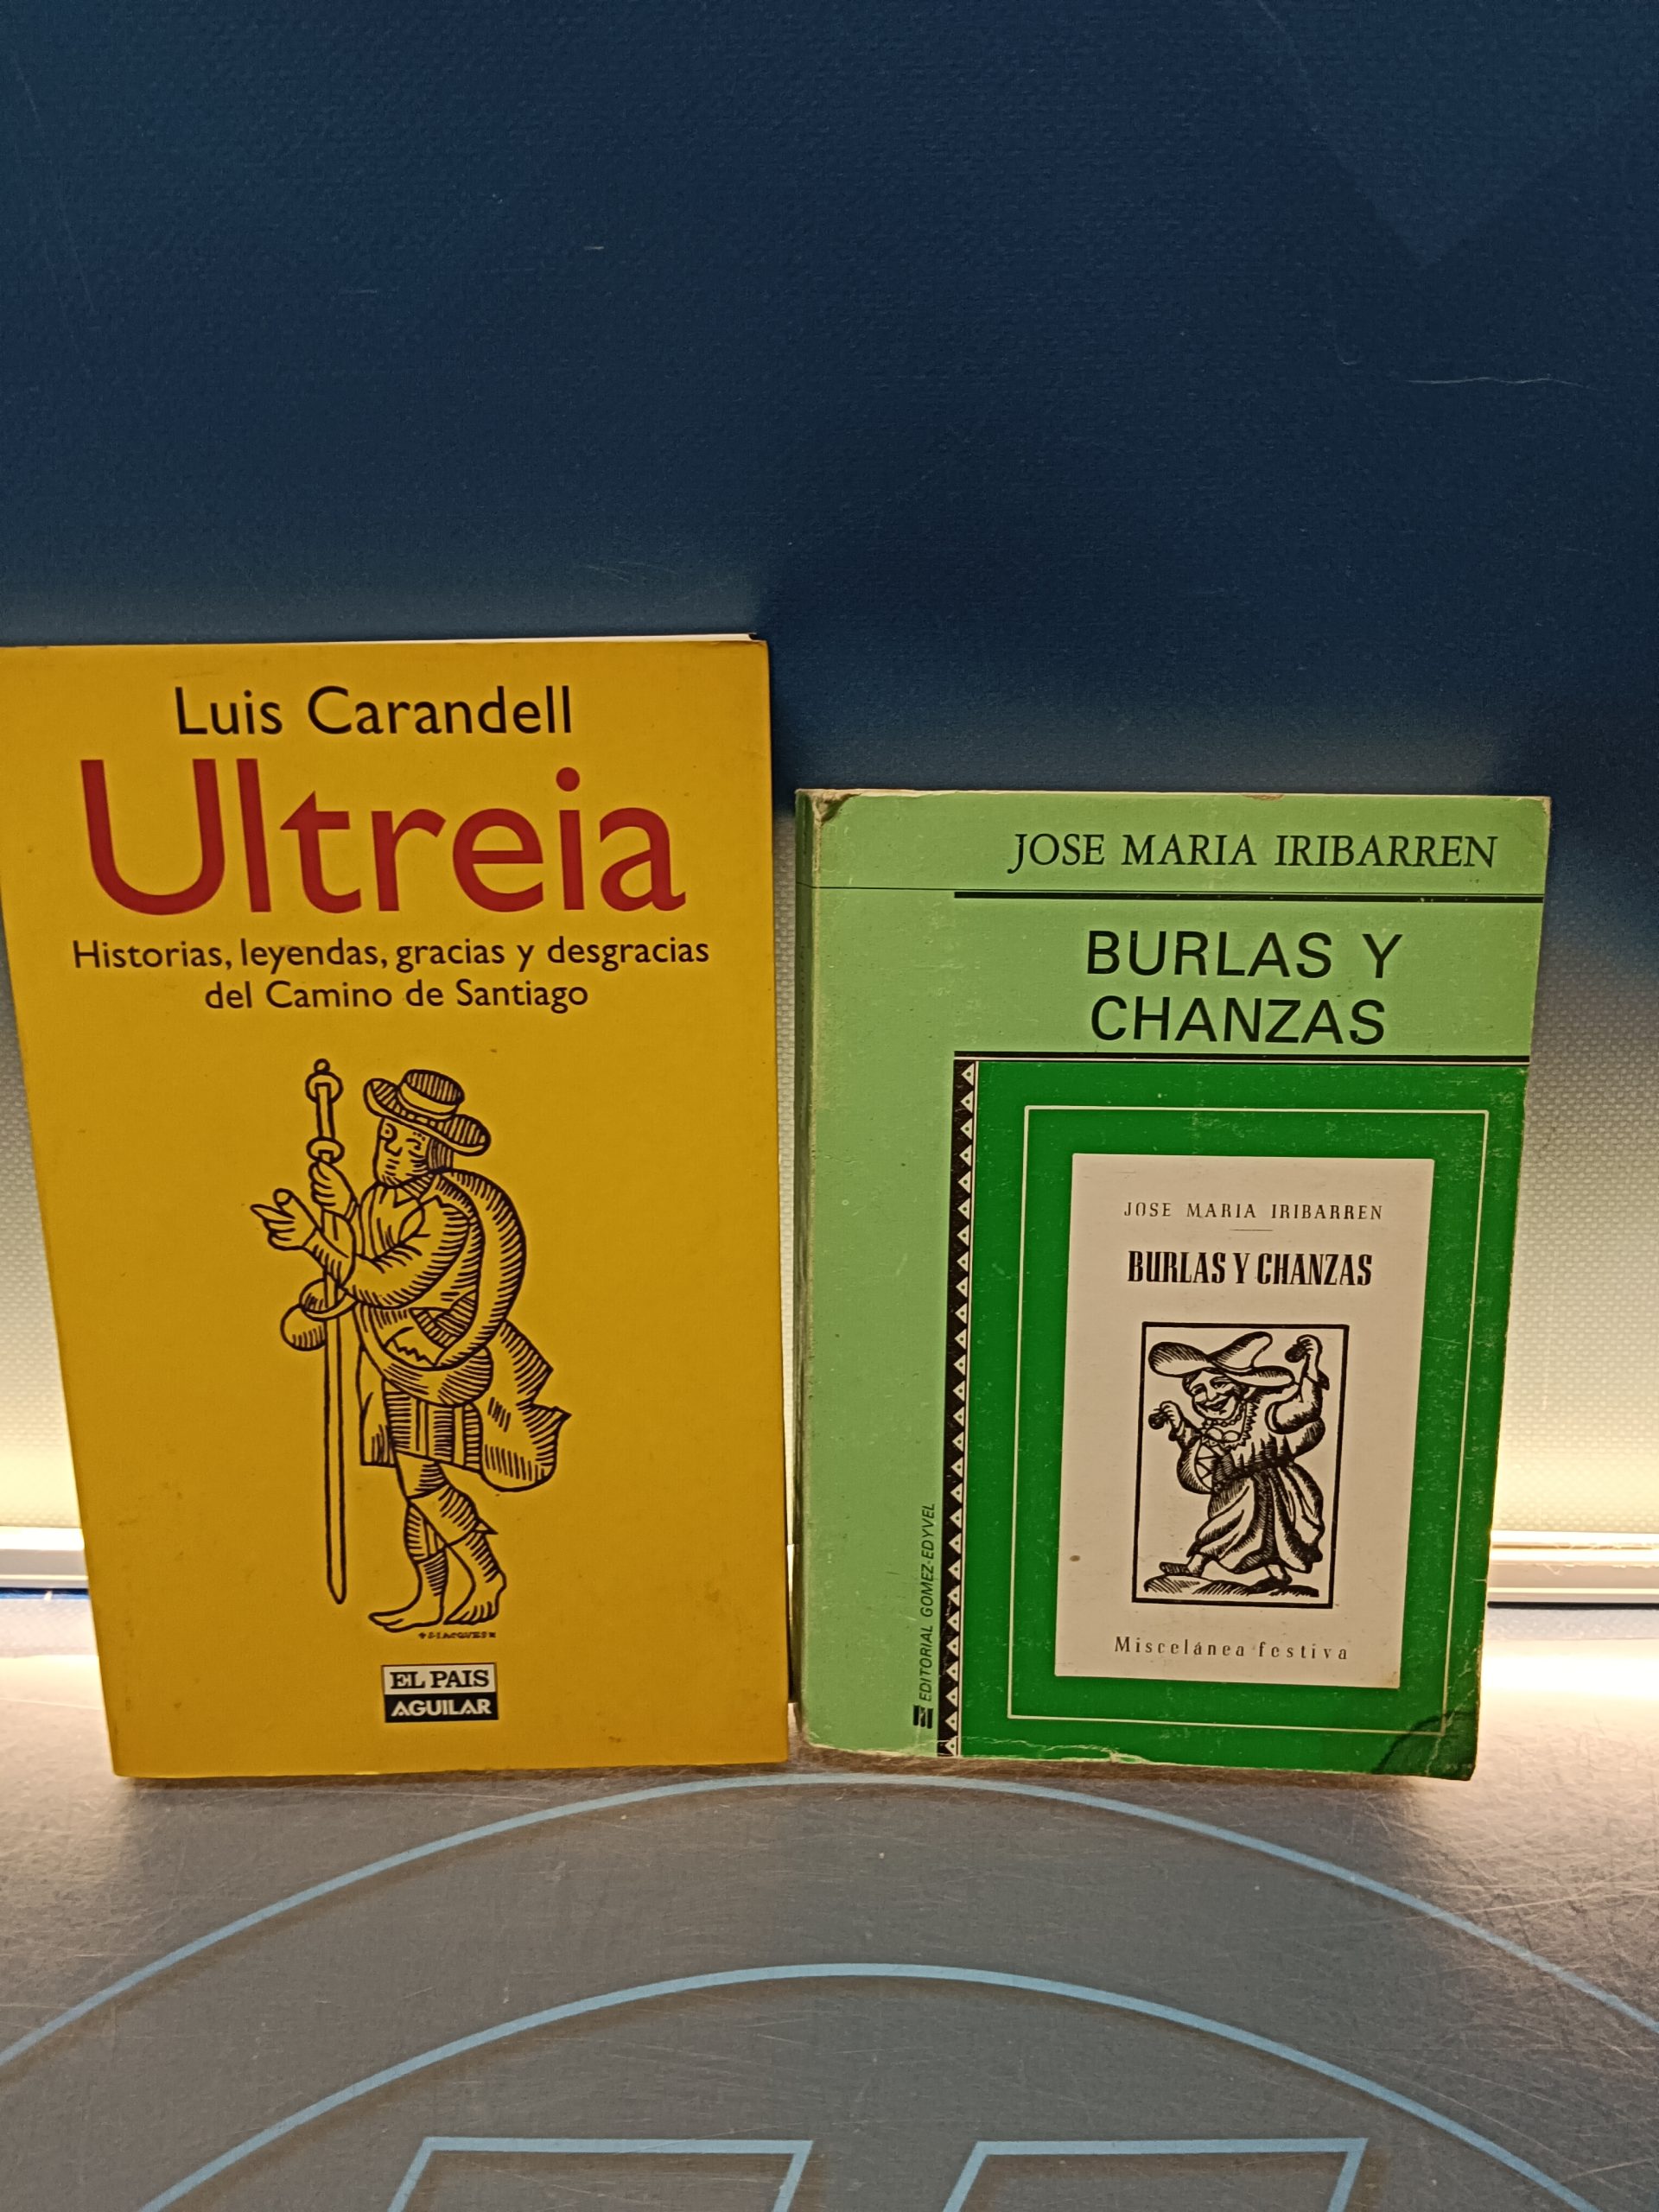 Luis Carandell
Ultreia
Historias, leyendas, gracias y desgracias
del Camino de Santiago
EL PAIS
AGUILAR
JOSE MARIA IRIBARREN
BURLAS Y
CHANZAS
JOSE MARIA IRIBARREN
BURLAS Y CHANZAS
Miscelánea festiva
EDITORIAL GOMEZ-EDYVEL